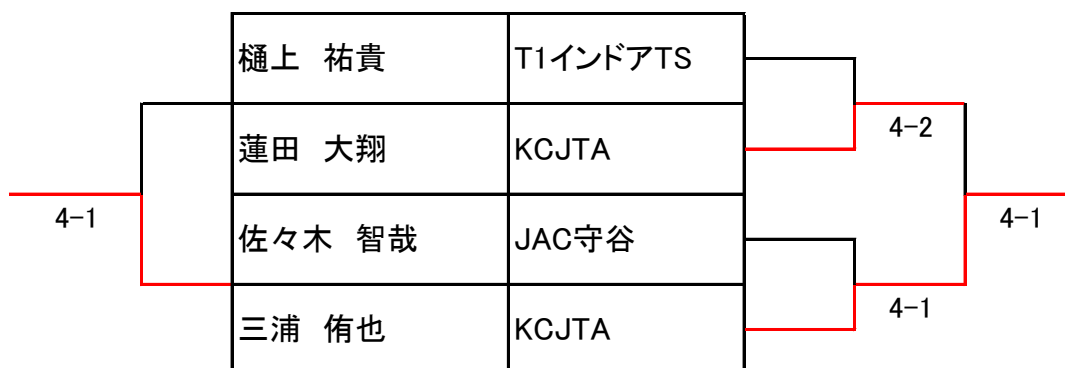 樋上　祐貴 T1インドアTS
4-2
蓮田　大翔 KCJTA
4-1
4-1
佐々木　智哉 JAC守谷
4-1
三浦　侑也 KCJTA